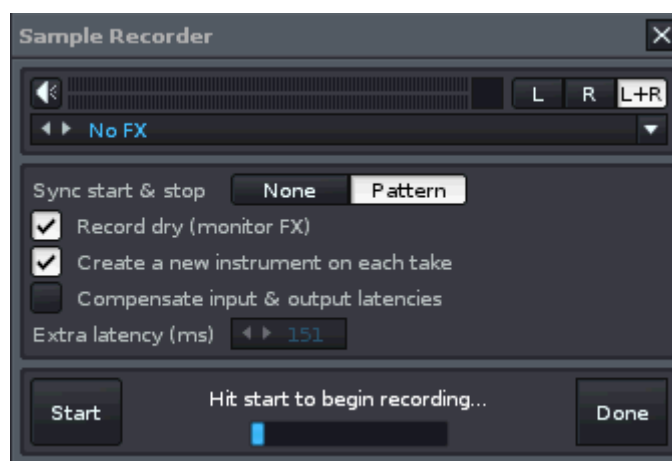 Sample Recorder
L R L+R
No FX
Sync start & stop None Pattern
Record dry (monitor FX)
Create a new instrument on each take
Compensate input & output latencies
Extra latency (ms) 151
Start Hit start to begin recording... Done